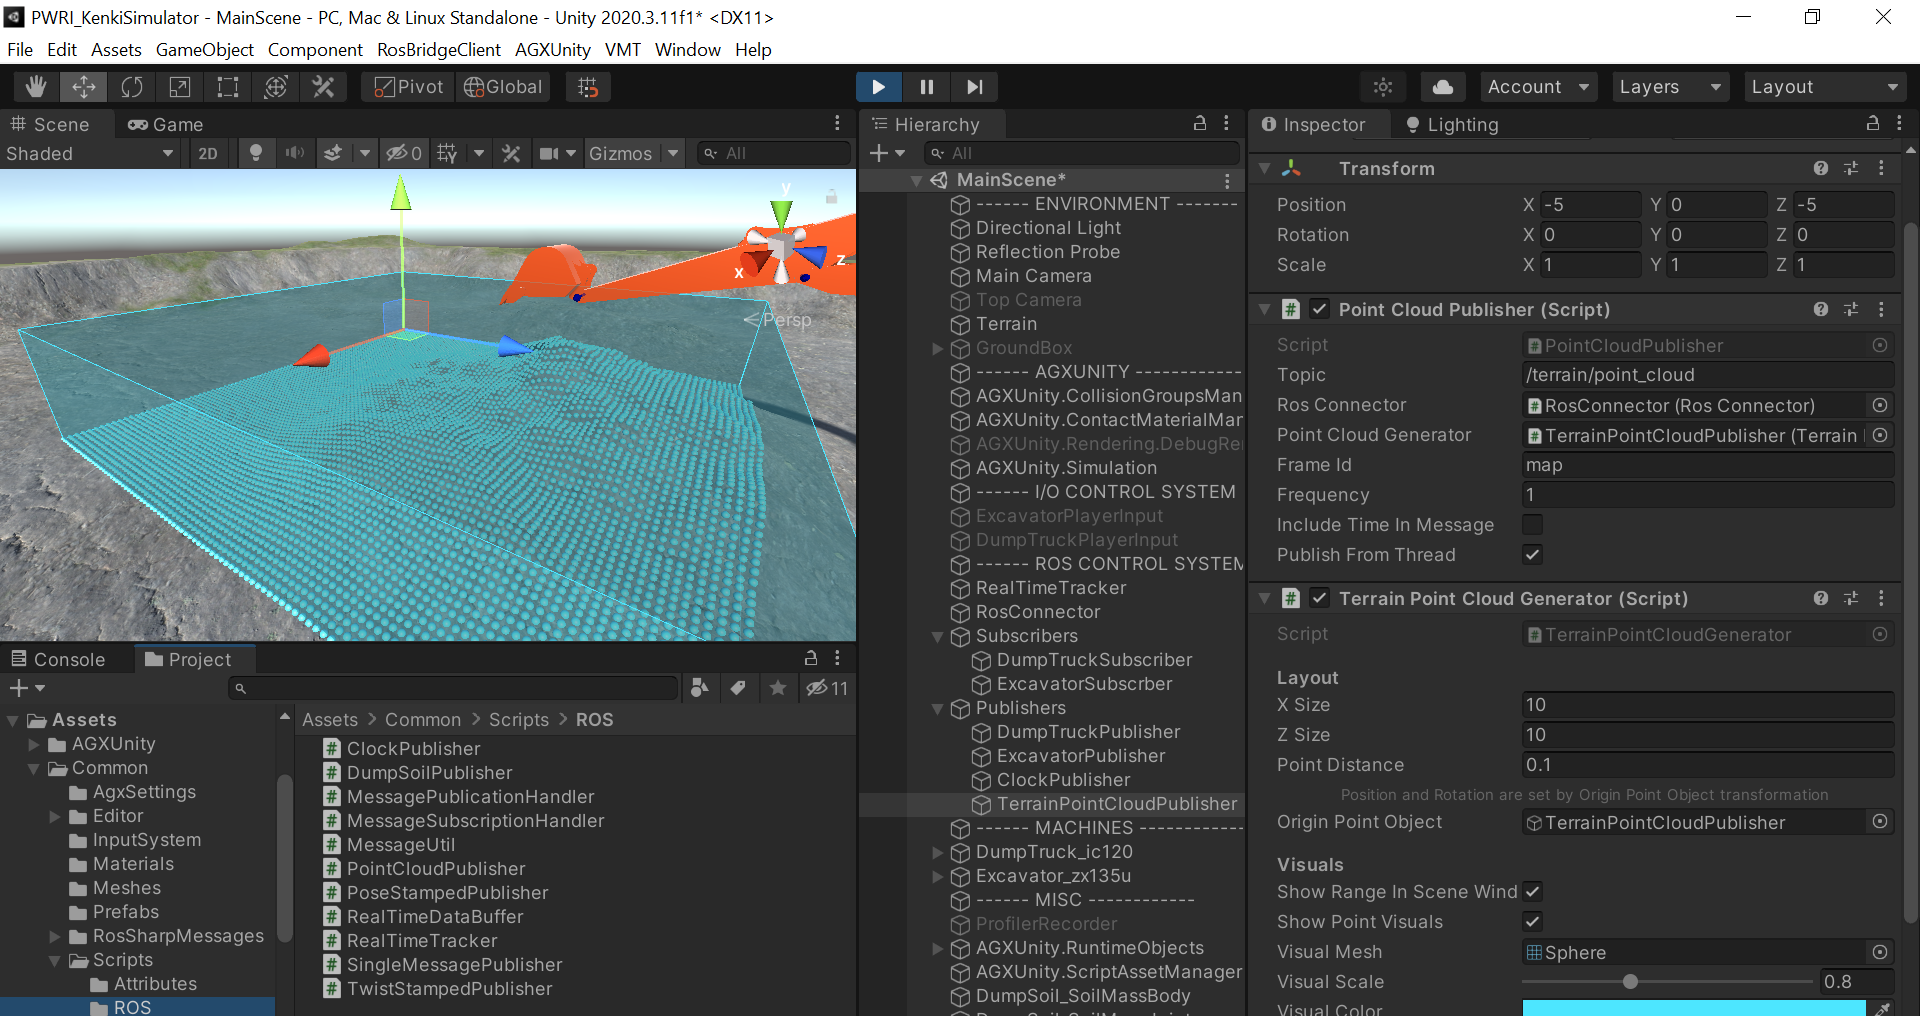 PWRI_KenkiSimulator - MainScene - PC, Mac & Linux Standalone - Unity 2020.3.11f1* <DX11>
File Edit Assets GameObject Component RosBridgeClient AGXUnity VMT Window Help
Pivot Global Account Layers Layout
Scene Game
Shaded 2D 0 Gizmos All
y
x
z
Persp
Console Project
11
Assets
AGXUnity
Common
AgxSettings
Editor
InputSystem
Materials
Meshes
Prefabs
RosSharpMessages
Scripts
Attributes
ROS
Assets > Common > Scripts > ROS
ClockPublisher
DumpSoilPublisher
MessagePublicationHandler
MessageSubscriptionHandler
MessageUtil
PointCloudPublisher
PoseStampedPublisher
RealTimeDataBuffer
RealTimeTracker
SingleMessagePublisher
TwistStampedPublisher
Hierarchy
All
MainScene*
------ ENVIRONMENT -------
Directional Light
Reflection Probe
Main Camera
Top Camera
Terrain
GroundBox
------ AGXUNITY ------------
AGXUnity.CollisionGroupsMan
AGXUnity.ContactMaterialMar
AGXUnity.Rendering.DebugRe
AGXUnity.Simulation
------ I/O CONTROL SYSTEM
ExcavatorPlayerInput
DumpTruckPlayerInput
------ ROS CONTROL SYSTEM
RealTimeTracker
RosConnector
Subscribers
DumpTruckSubscriber
ExcavatorSubscrber
Publishers
DumpTruckPublisher
ExcavatorPublisher
ClockPublisher
TerrainPointCloudPublisher
------ MACHINES ------------
DumpTruck_ic120
Excavator_zx135u
------ MISC ------------
ProfilerRecorder
AGXUnity.RuntimeObjects
AGXUnity.ScriptAssetManager
DumpSoil_SoilMassBody
Inspector Lighting
Transform
Position X -5 Y 0 Z -5
Rotation X 0 Y 0 Z 0
Scale X 1 Y 1 Z 1
Point Cloud Publisher (Script)
Script PointCloudPublisher
Topic /terrain/point_cloud
Ros Connector RosConnector (Ros Connector)
Point Cloud Generator TerrainPointCloudPublisher (Terrain
Frame Id map
Frequency 1
Include Time In Message
Publish From Thread
Terrain Point Cloud Generator (Script)
Script TerrainPointCloudGenerator
Layout
X Size 10
Z Size 10
Point Distance 0.1
Position and Rotation are set by Origin Point Object transformation
Origin Point Object TerrainPointCloudPublisher
Visuals
Show Range In Scene Wind
Show Point Visuals
Visual Mesh Sphere
Visual Scale 0.8
Visual Color